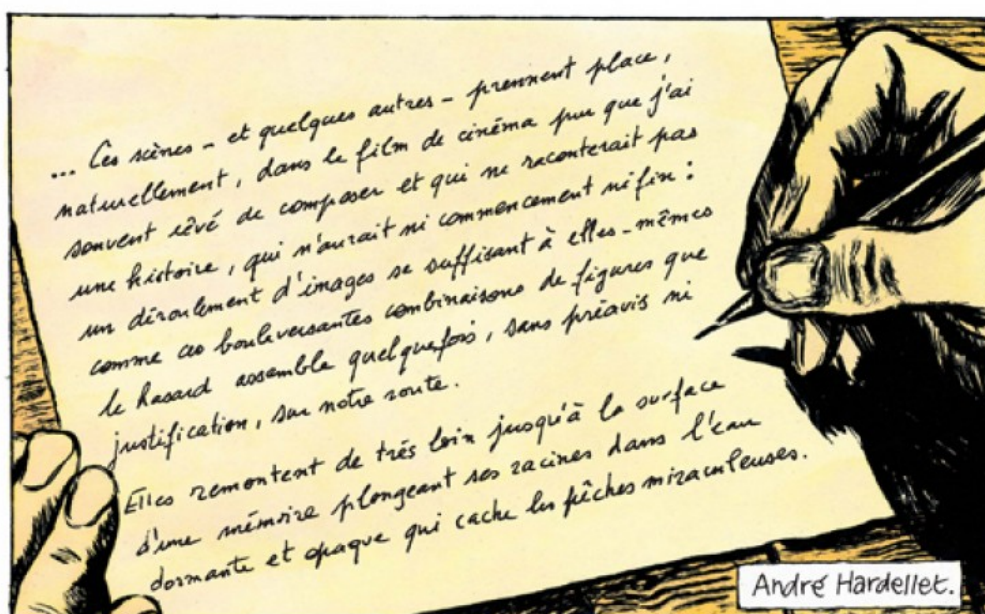 ... Ces scènes - et quelques autres - prennent place,
naturellement, dans le film de cinéma pur que j'ai
souvent rêvé de composer et qui ne raconterait pas
une histoire, qui n'aurait ni commencement ni fin :
un déroulement d'images se suffisant à elles-mêmes
comme ces bouleversantes combinaisons de figures que
le hasard assemble quelquefois, sans préavis ni
justification, sur notre route.
Elles remontent de très loin jusqu'à la surface
d'une mémoire plongeant ses racines dans l'eau
dormante et opaque qui cache les pêches miraculeuses.
André Hardellet.